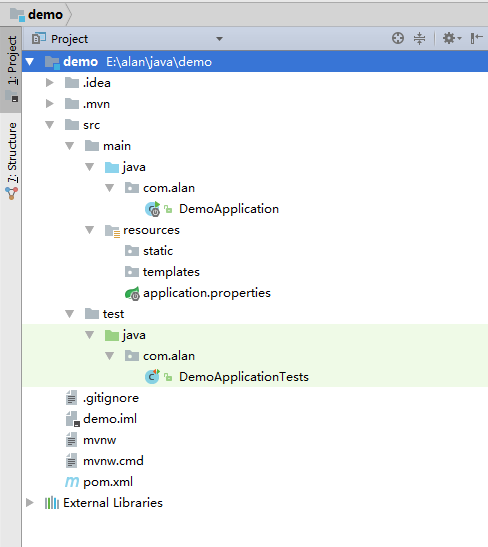 demo
Project
1: Project
7: Structure
demo E:\alan\java\demo
.idea
.mvn
src
main
java
com.alan
DemoApplication
resources
static
templates
application.properties
test
java
com.alan
DemoApplicationTests
.gitignore
demo.iml
mvnw
mvnw.cmd
pom.xml
External Libraries